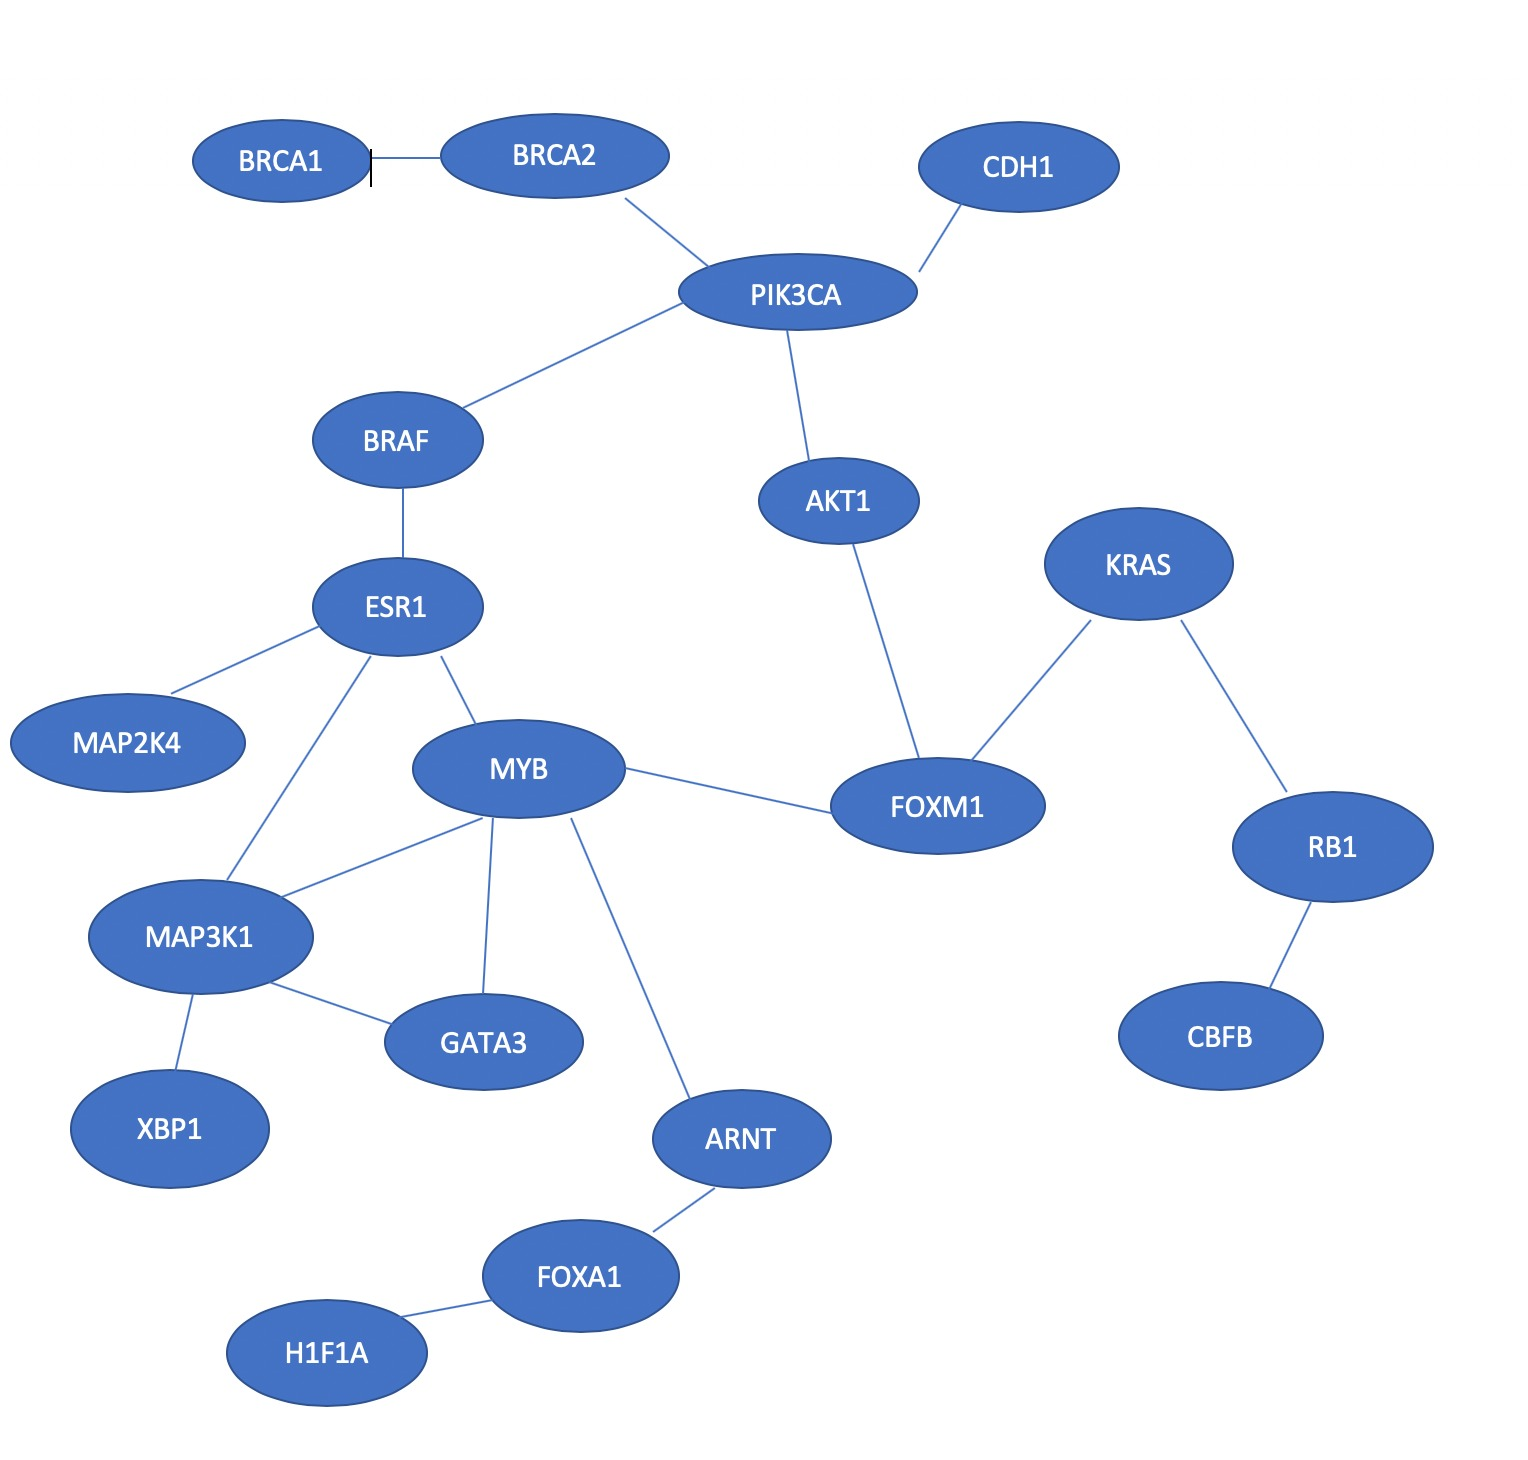 BRCA1
BRCA2
CDH1
PIK3CA
BRAF
AKT1
KRAS
ESR1
MAP2K4
MYB
FOXM1
RB1
MAP3K1
GATA3
CBFB
XBP1
ARNT
FOXA1
H1F1A